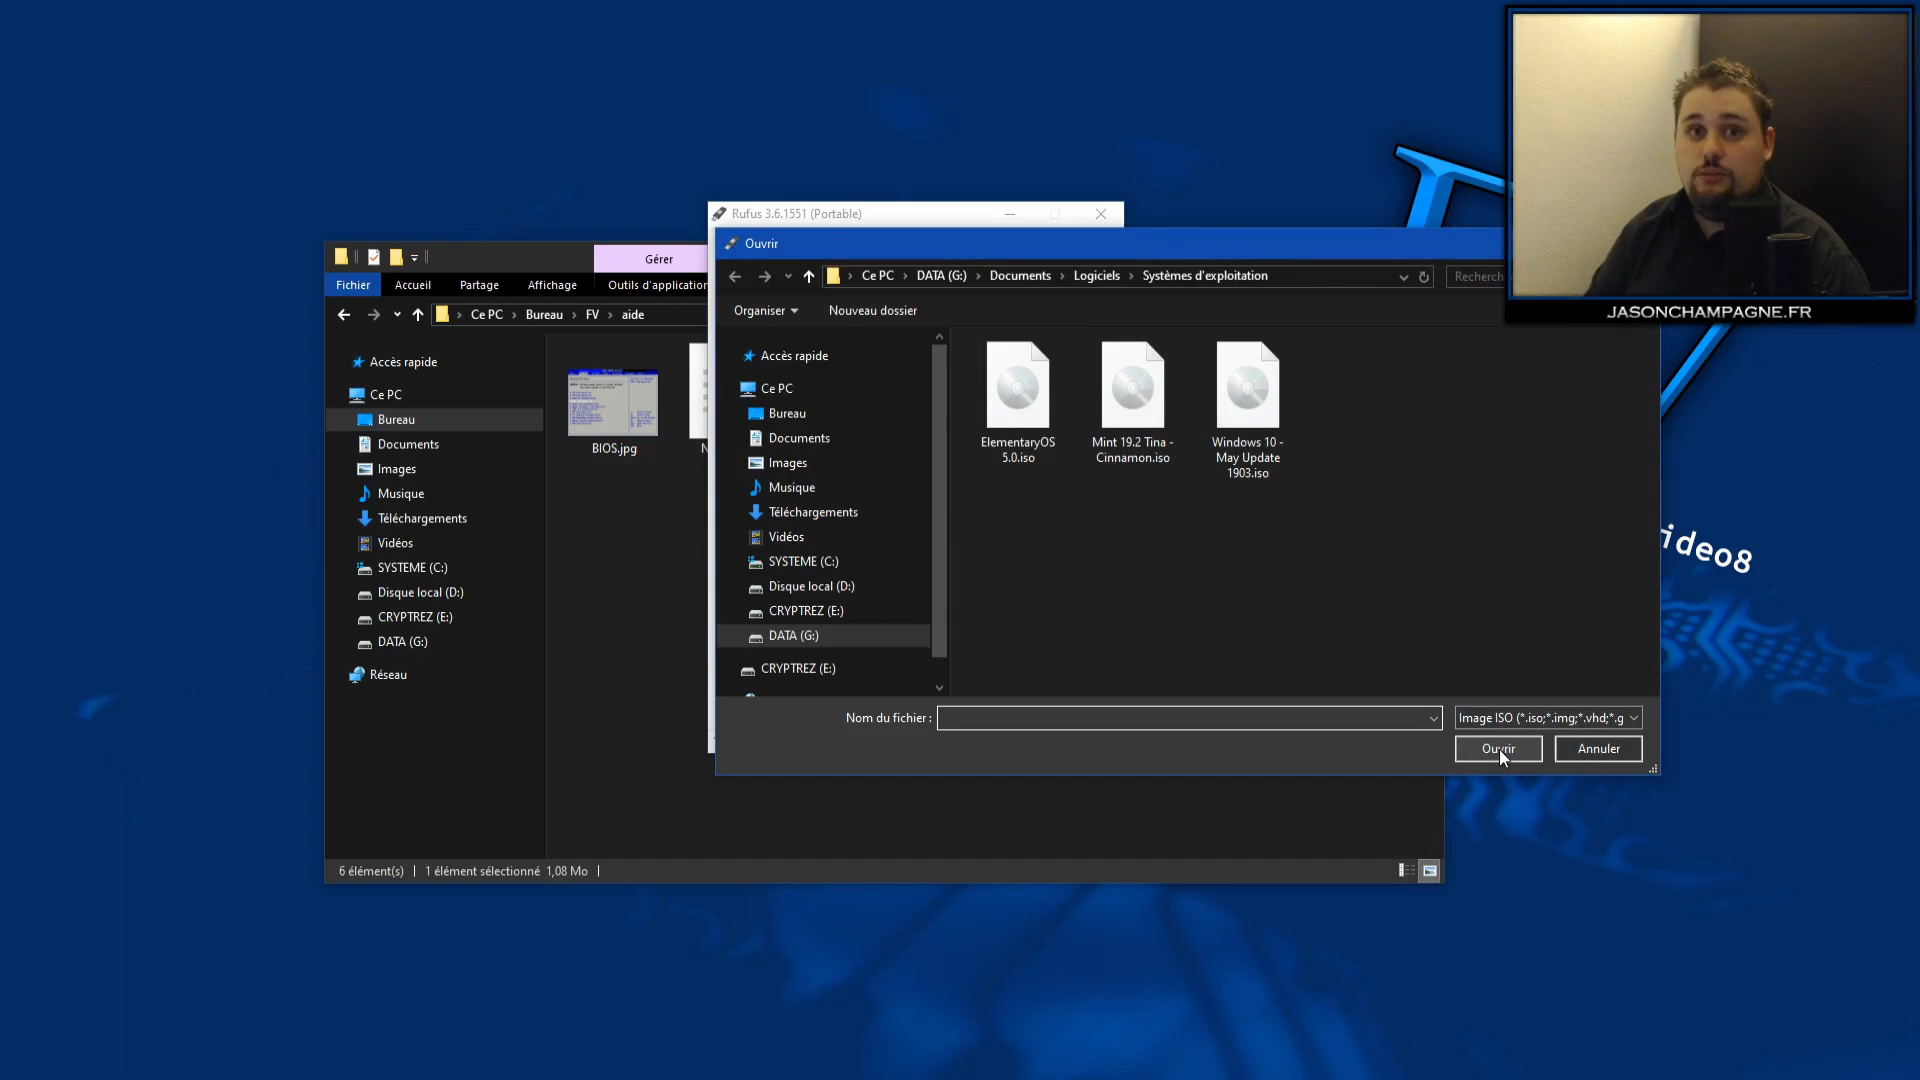 JASONCHAMPAGNE.FR
Rufus 3.6.1551 (Portable)
Ouvrir
Ce PC > DATA (G:) > Documents > Logiciels > Systèmes d'exploitation
Recherch
Organiser
Nouveau dossier
Accès rapide
Ce PC
Bureau
Documents
Images
Musique
Téléchargements
Vidéos
SYSTEME (C:)
Disque local (D:)
CRYPTREZ (E:)
DATA (G:)
CRYPTREZ (E:)
ElementaryOS
5.0.iso
Mint 19.2 Tina -
Cinnamon.iso
Windows 10 -
May Update
1903.iso
Nom du fichier :
Image ISO (*.iso;*.img;*.vhd;*.g
Ouvrir
Annuler
Gérer
Fichier
Accueil
Partage
Affichage
Outils d'application
Ce PC > Bureau > FV > aide
Accès rapide
Ce PC
Bureau
Documents
Images
Musique
Téléchargements
Vidéos
SYSTEME (C:)
Disque local (D:)
CRYPTREZ (E:)
DATA (G:)
Réseau
BIOS.jpg
N
6 élément(s)
1 élément sélectionné 1,08 Mo
ideo8